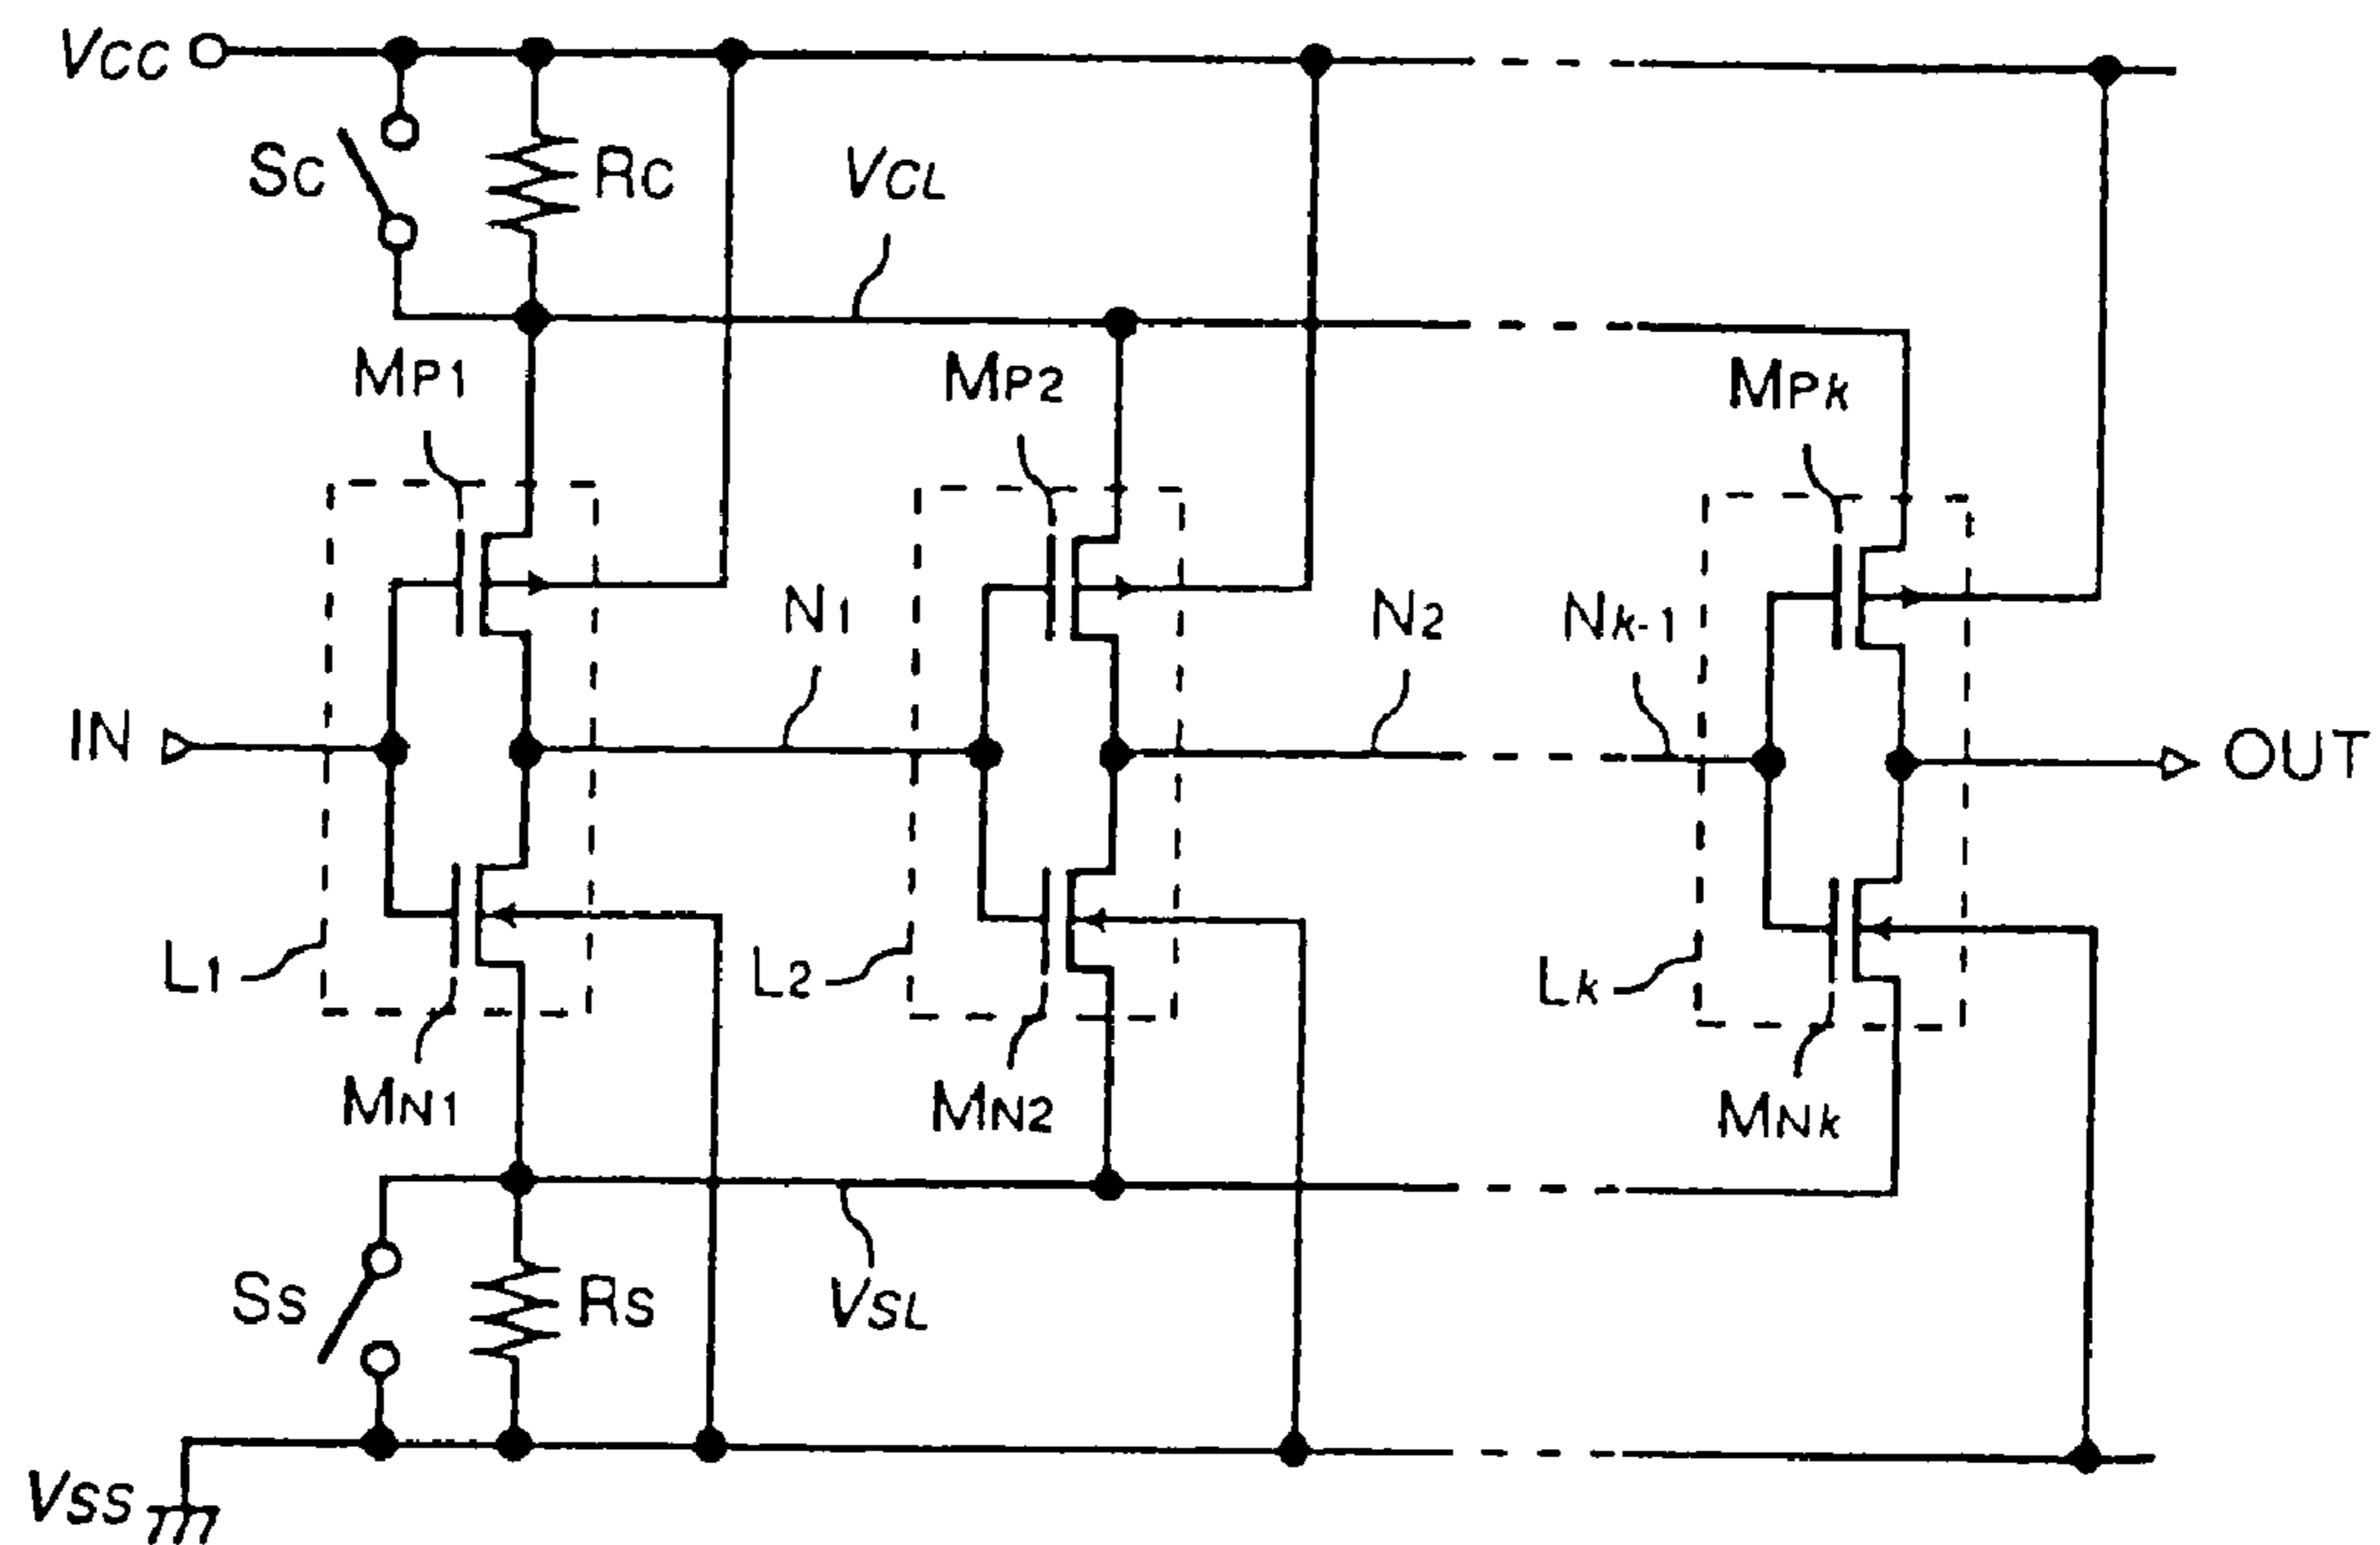 VCC
SC
RC
VCL
MP1
MP2
MPk
N1
N2
Nk-1
IN
OUT
L1
L2
Lk
MN1
MN2
MNk
SS
RS
VSL
VSS